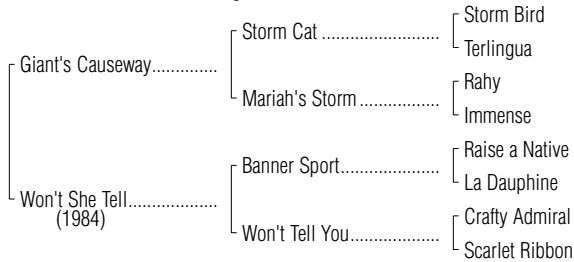 Storm Bird
Storm Cat ..............................
Terlingua
Giant's Causeway..............
Rahy
Mariah's Storm ....................
Immense
Raise a Native
Banner Sport........................
La Dauphine
Won't She Tell...................
(1984)
Crafty Admiral
Won't Tell You......................
Scarlet Ribbon